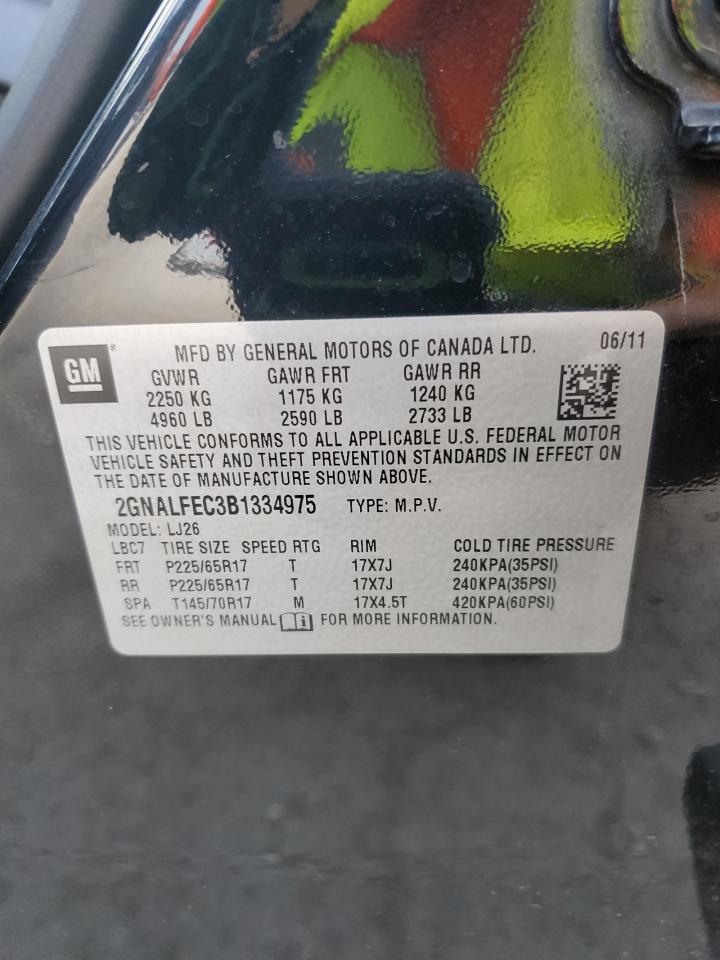 GM ® MFD BY GENERAL MOTORS OF CANADA LTD. 06/11
GVWR GAWR FRT GAWR RR
2250 KG 1175 KG 1240 KG
4960 LB 2590 LB 2733 LB
THIS VEHICLE CONFORMS TO ALL APPLICABLE U.S. FEDERAL MOTOR
VEHICLE SAFETY AND THEFT PREVENTION STANDARDS IN EFFECT ON
THE DATE OF MANUFACTURE SHOWN ABOVE.
2GNALFEC3B1334975 TYPE: M.P.V.
MODEL: LJ26
LBC7 TIRE SIZE SPEED RTG RIM COLD TIRE PRESSURE
FRT P225/65R17 T 17X7J 240KPA(35PSI)
RR P225/65R17 T 17X7J 240KPA(35PSI)
SPA T145/70R17 M 17X4.5T 420KPA(60PSI)
SEE OWNER'S MANUAL i FOR MORE INFORMATION.